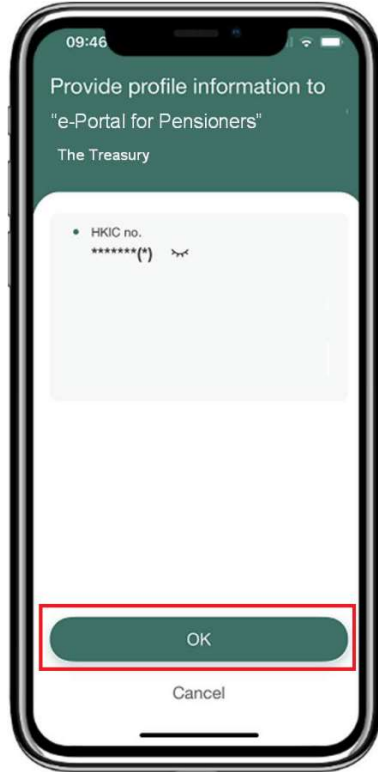 09:46
Provide profile information to
"e-Portal for Pensioners"
The Treasury
HKIC no.
*******(*)
OK
Cancel